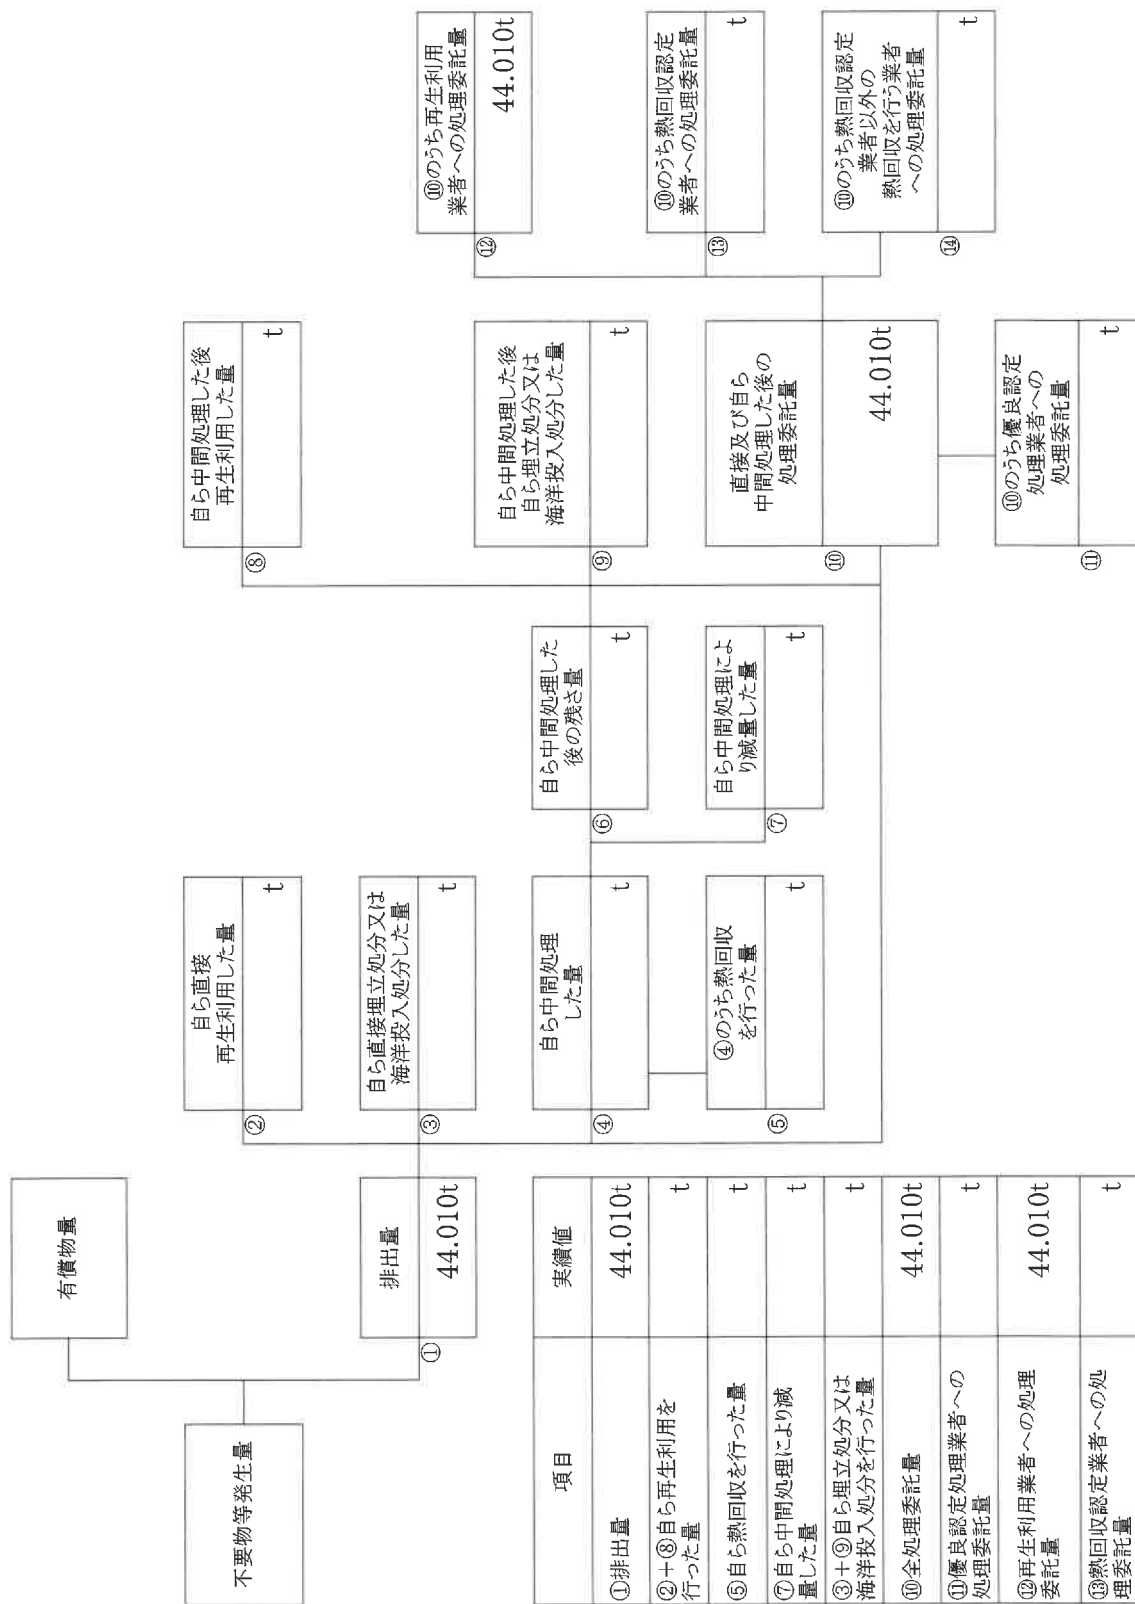 不要物等発生量
有償物量
①
排出量
44.010t
②
自ら直接
再生利用した量
t
③
自ら直接埋立処分又は
海洋投入処分した量
t
④
自ら中間処理
した量
t
⑤
④のうち熱回収
を行った量
t
⑥
自ら中間処理した
後の残さ量
t
⑦
自ら中間処理によ
り減量した量
t
⑧
自ら中間処理した後
再生利用した量
t
⑨
自ら中間処理した後
自ら埋立処分又は
海洋投入処分した量
t
⑩
直接及び自ら
中間処理した後の
処理委託量
44.010t
⑪
⑩のうち優良認定
処理業者への
処理委託量
t
⑫
⑩のうち再生利用
業者への処理委託量
44.010t
⑬
⑩のうち熱回収認定
業者への処理委託量
t
⑭
⑩のうち熱回収認定
業者以外の
熱回収を行う業者
への処理委託量
t
項目
実績値
①排出量
44.010t
②+⑧自ら再生利用を
行った量
t
⑤自ら熱回収を行った量
t
⑦自ら中間処理により減
量した量
t
③+⑨自ら埋立処分又は
海洋投入処分を行った量
t
⑩全処理委託量
44.010t
⑪優良認定処理業者への
処理委託量
t
⑫再生利用業者への処理
委託量
44.010t
⑬熱回収認定業者への処
理委託量
t